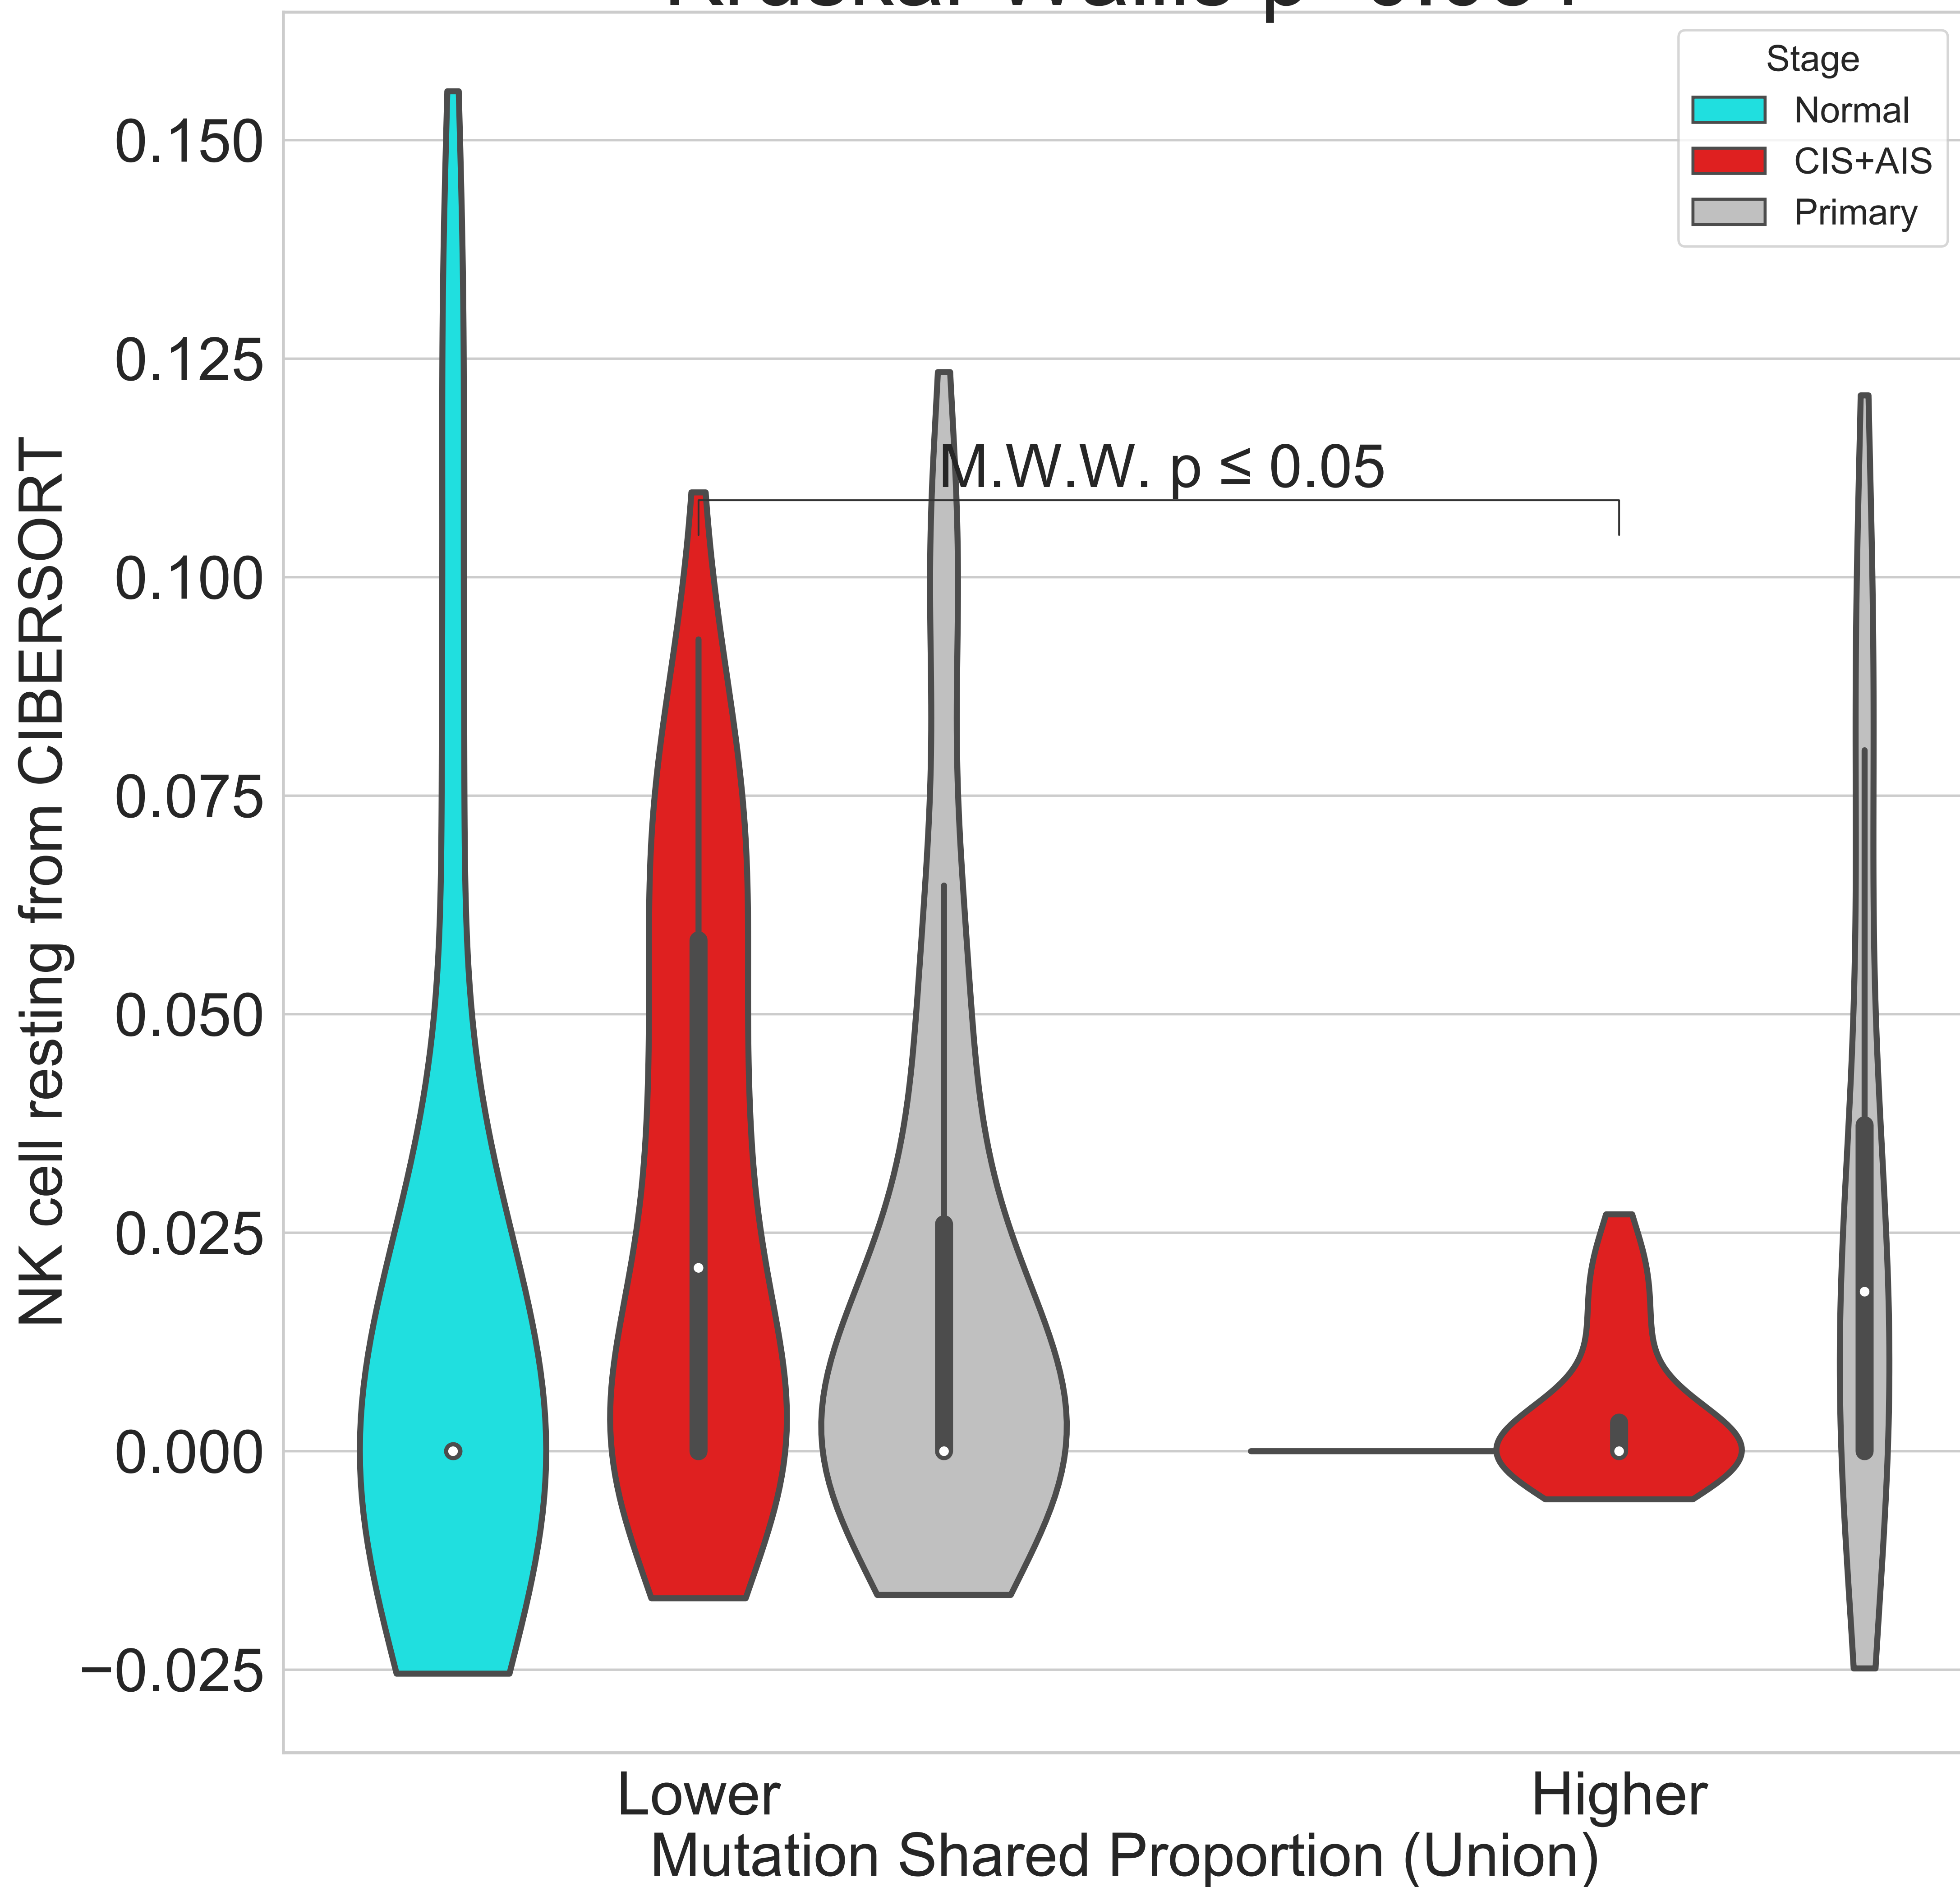 Stage
Normal
CIS+AIS
Primary
0.150
0.125
0.100
0.075
0.050
0.025
0.000
−0.025
NK cell resting from CIBERSORT
M.W.W. p ≤ 0.05
Lower
Higher
Mutation Shared Proportion (Union)